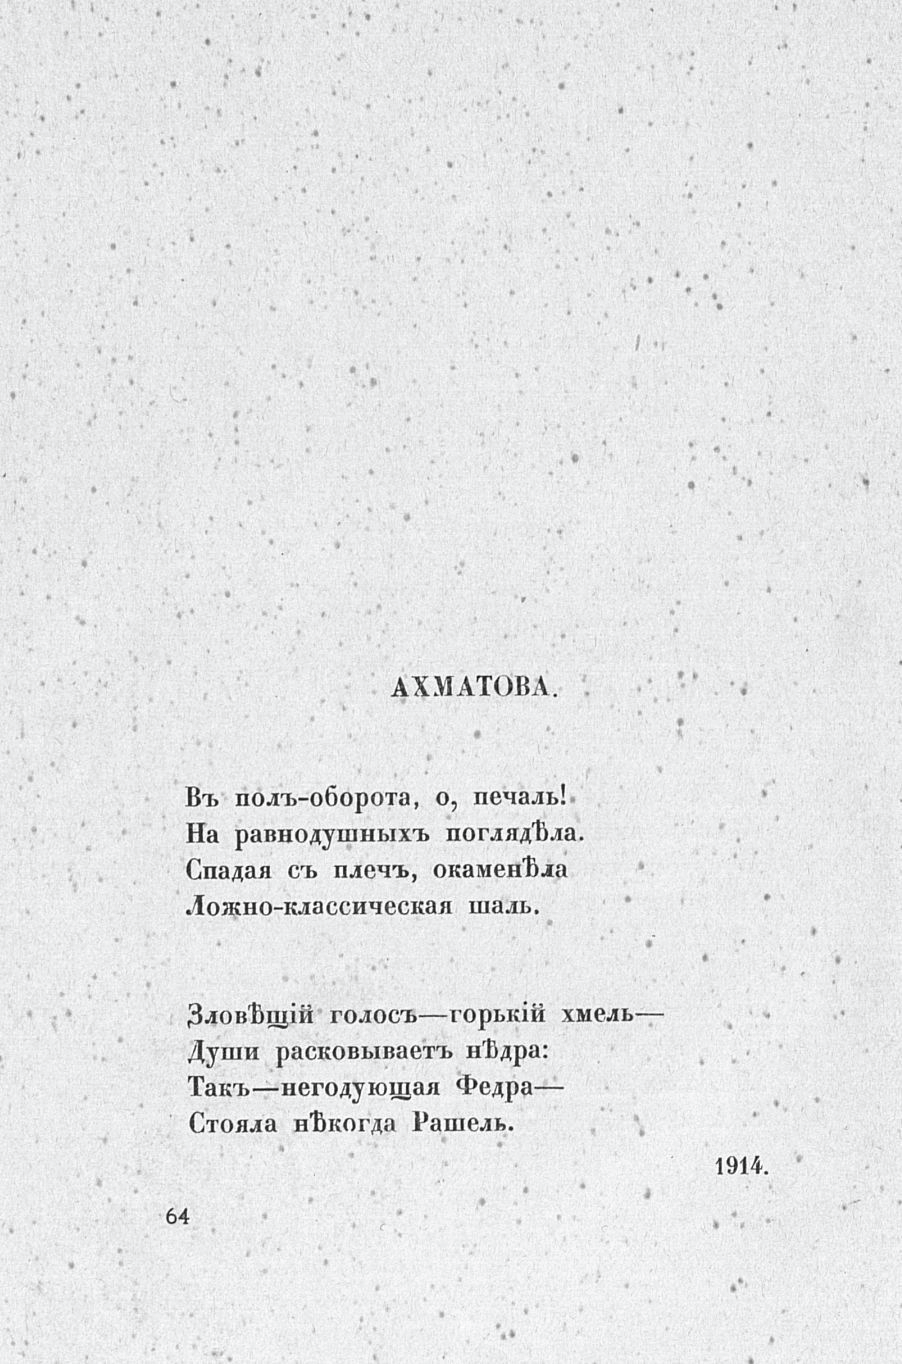 АХМАТОВА.
Въ полъ-оборота, о, печаль!
На равнодушныхъ поглядѣла.
Спадая съ плечъ, окаменѣла
Ложно-классическая шаль.
Зловѣщій голосъ—горькій хмель—
Души расковываетъ нѣдра:
Такъ—негодующая Федра—
Стояла нѣкогда Рашель.
1914.
64